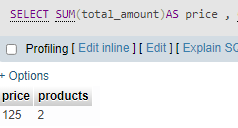 SELECT SUM(total_amount)AS price ,
Profiling [ Edit inline ] [ Edit ] [ Explain SQ
+ Options
price products
125 2